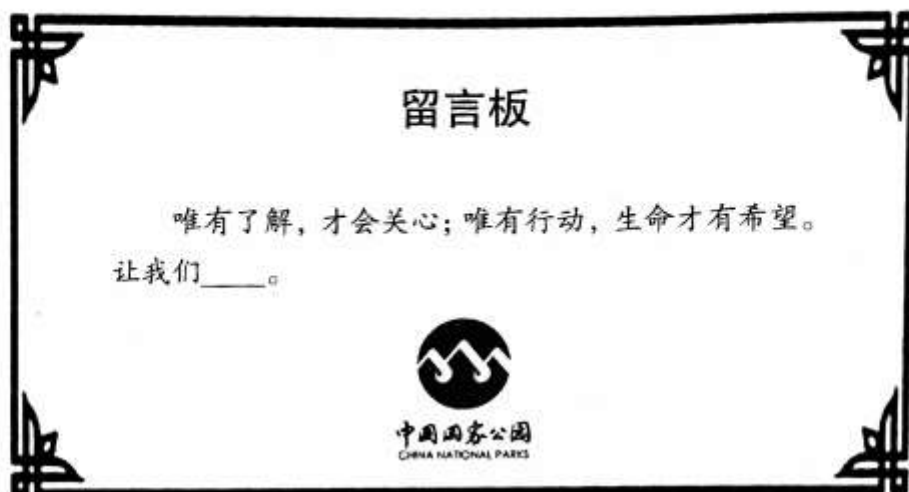 留言板
唯有了解，才会关心；唯有行动，生命才有希望。
让我们____。
中国国家公园
CHINA NATIONAL PARKS